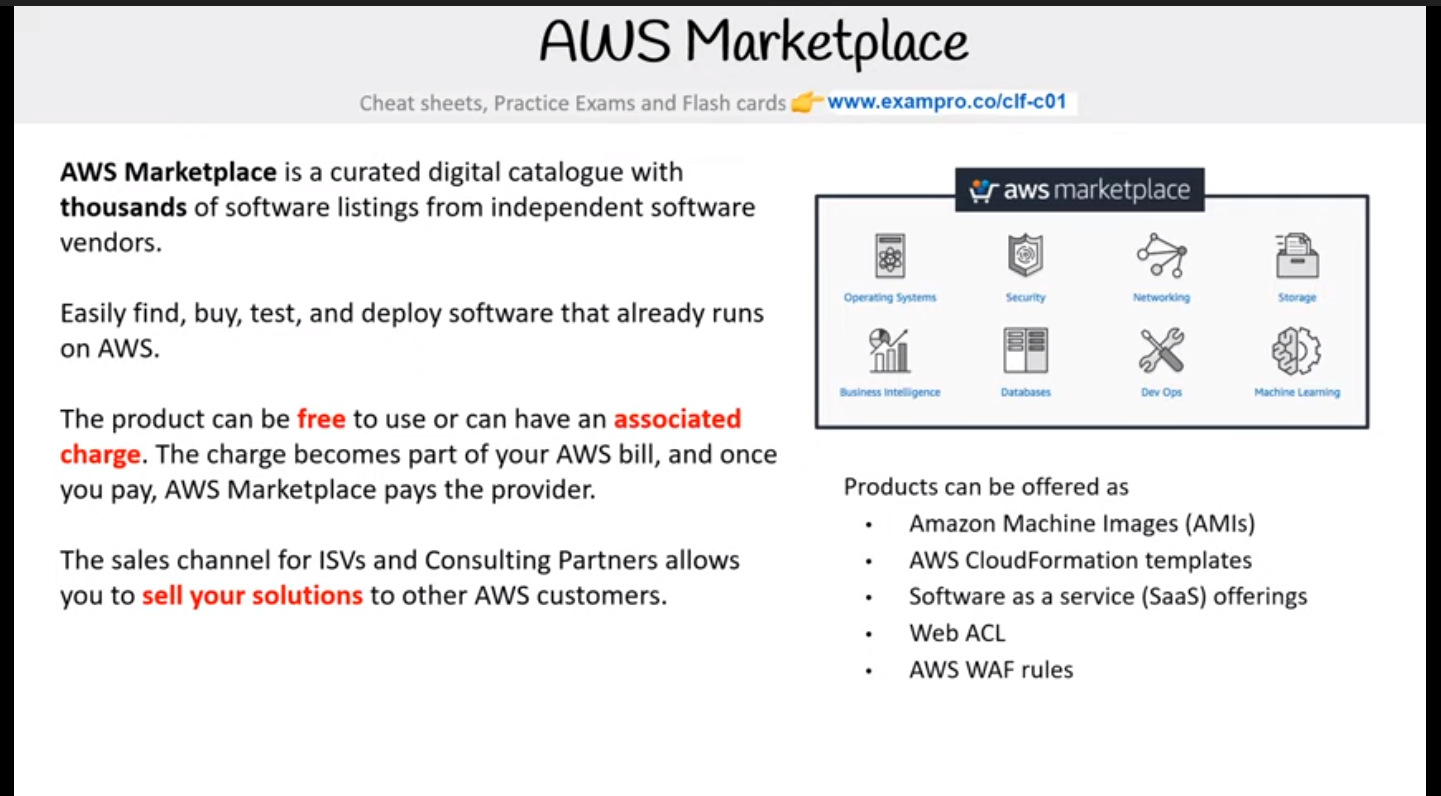 AWS Marketplace
Cheat sheets, Practice Exams and Flash cards 👉 www.exampro.co/clf-c01
AWS Marketplace is a curated digital catalogue with
thousands of software listings from independent software
vendors.
Easily find, buy, test, and deploy software that already runs
on AWS.
The product can be free to use or can have an associated
charge. The charge becomes part of your AWS bill, and once
you pay, AWS Marketplace pays the provider.
The sales channel for ISVs and Consulting Partners allows
you to sell your solutions to other AWS customers.
aws marketplace
Operating Systems
Security
Networking
Storage
Business Intelligence
Databases
Dev Ops
Machine Learning
Products can be offered as
• Amazon Machine Images (AMIs)
• AWS CloudFormation templates
• Software as a service (SaaS) offerings
• Web ACL
• AWS WAF rules